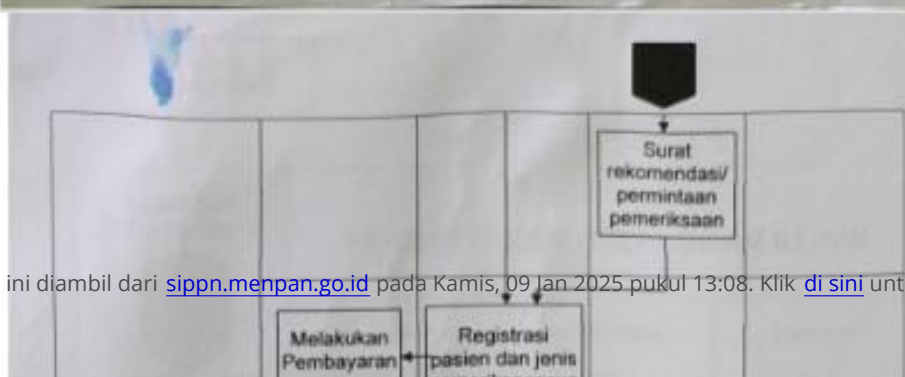 Surat
rekomendasi/
permintaan
pemeriksaan
ini diambil dari sippn.menpan.go.id pada Kamis, 09 Jan 2025 pukul 13:08. Klik di sini unt
Melakukan
Pembayaran
Registrasi
pasien dan jenis